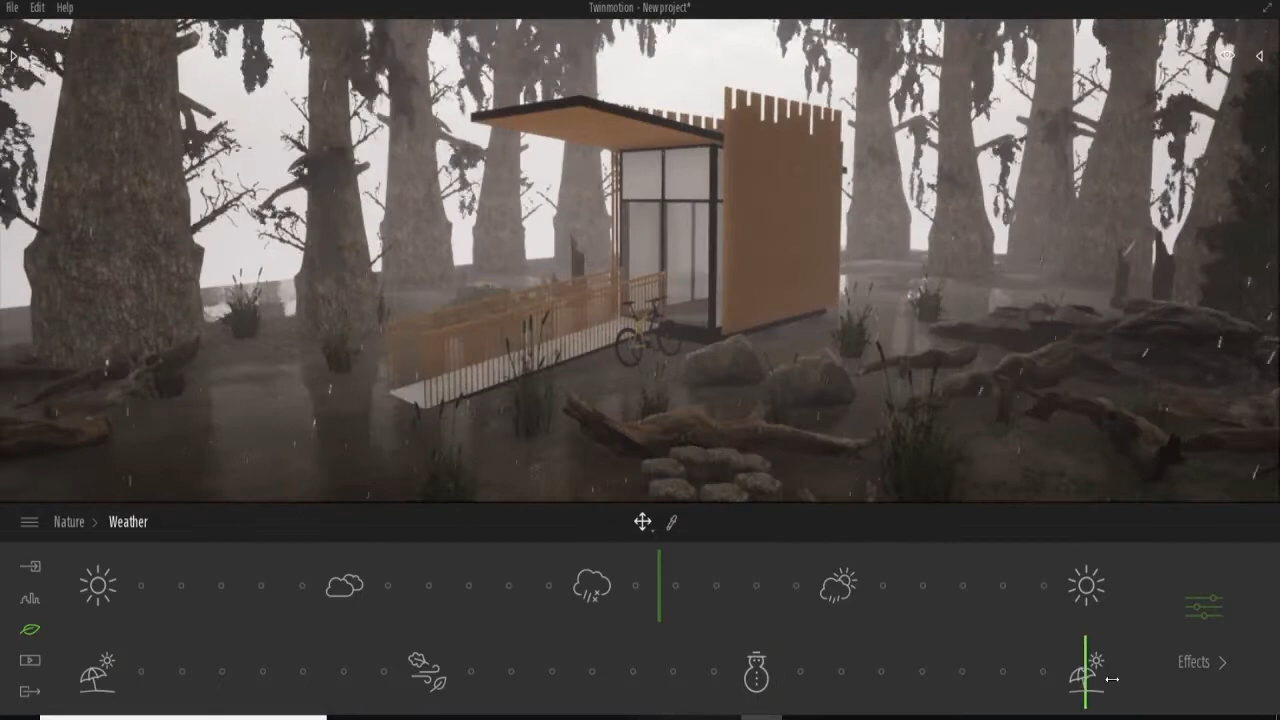 File Edit Help
Twinmotion - New project*
Nature > Weather
Effects >